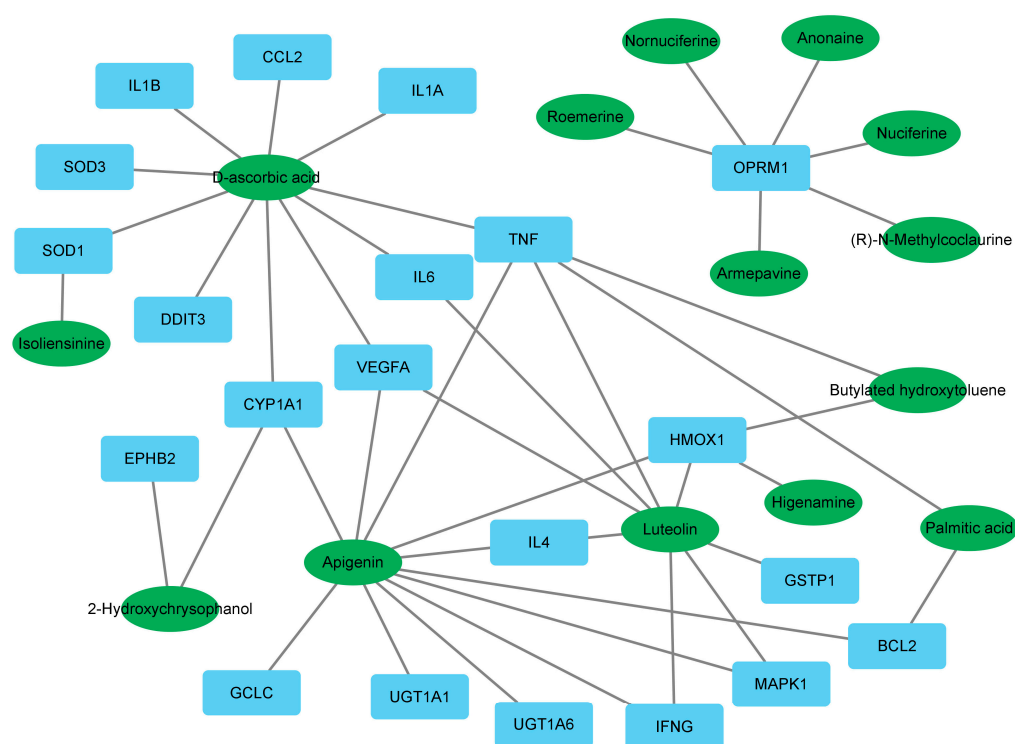 Nornuciferine
Anonaine
CCL2
IL1B
IL1A
Roemerine
Nuciferine
SOD3
D-ascorbic acid
OPRM1
TNF
(R)-N-Methylcoclaurine
SOD1
IL6
Armepavine
DDIT3
Isoliensinine
VEGFA
Butylated hydroxytoluene
CYP1A1
HMOX1
EPHB2
Higenamine
Luteolin
Palmitic acid
IL4
Apigenin
GSTP1
2-Hydroxychrysophanol
BCL2
MAPK1
GCLC
UGT1A1
UGT1A6
IFNG